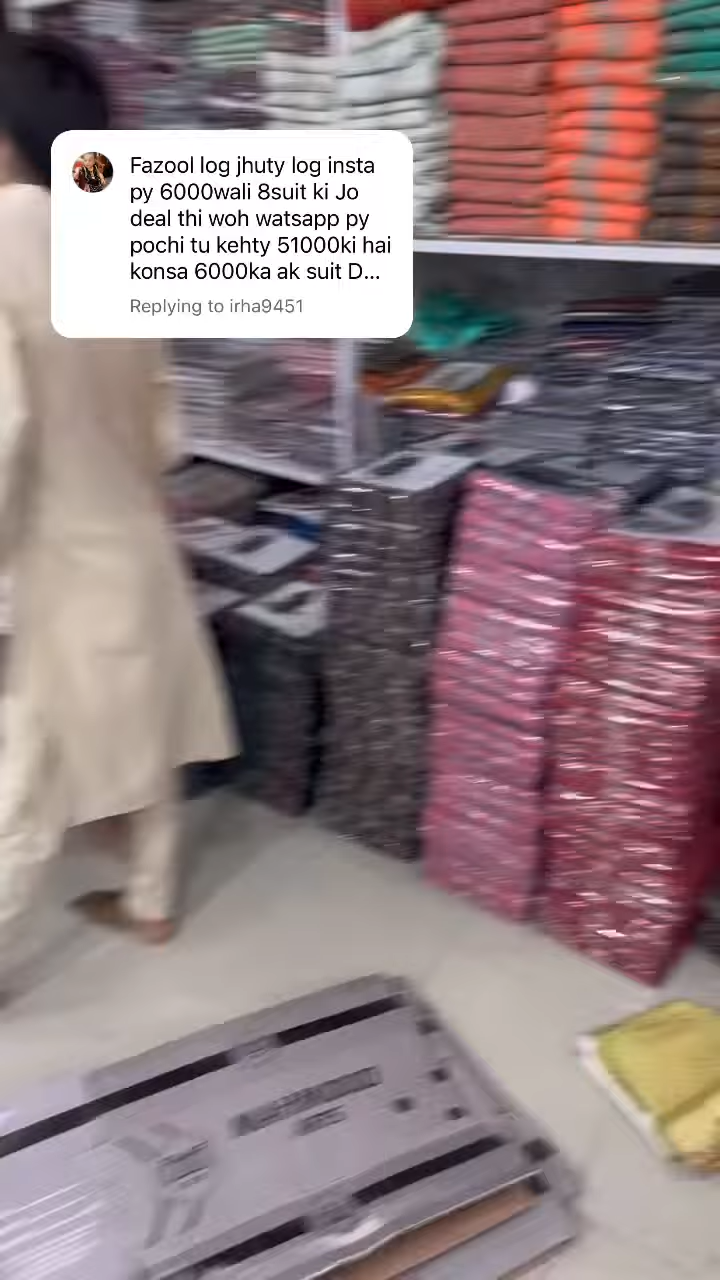 Fazool log jhuty log insta
py 6000wali 8suit ki Jo
deal thi woh watsapp py
pochi tu kehty 51000ki hai
konsa 6000ka ak suit D...
Replying to irha9451